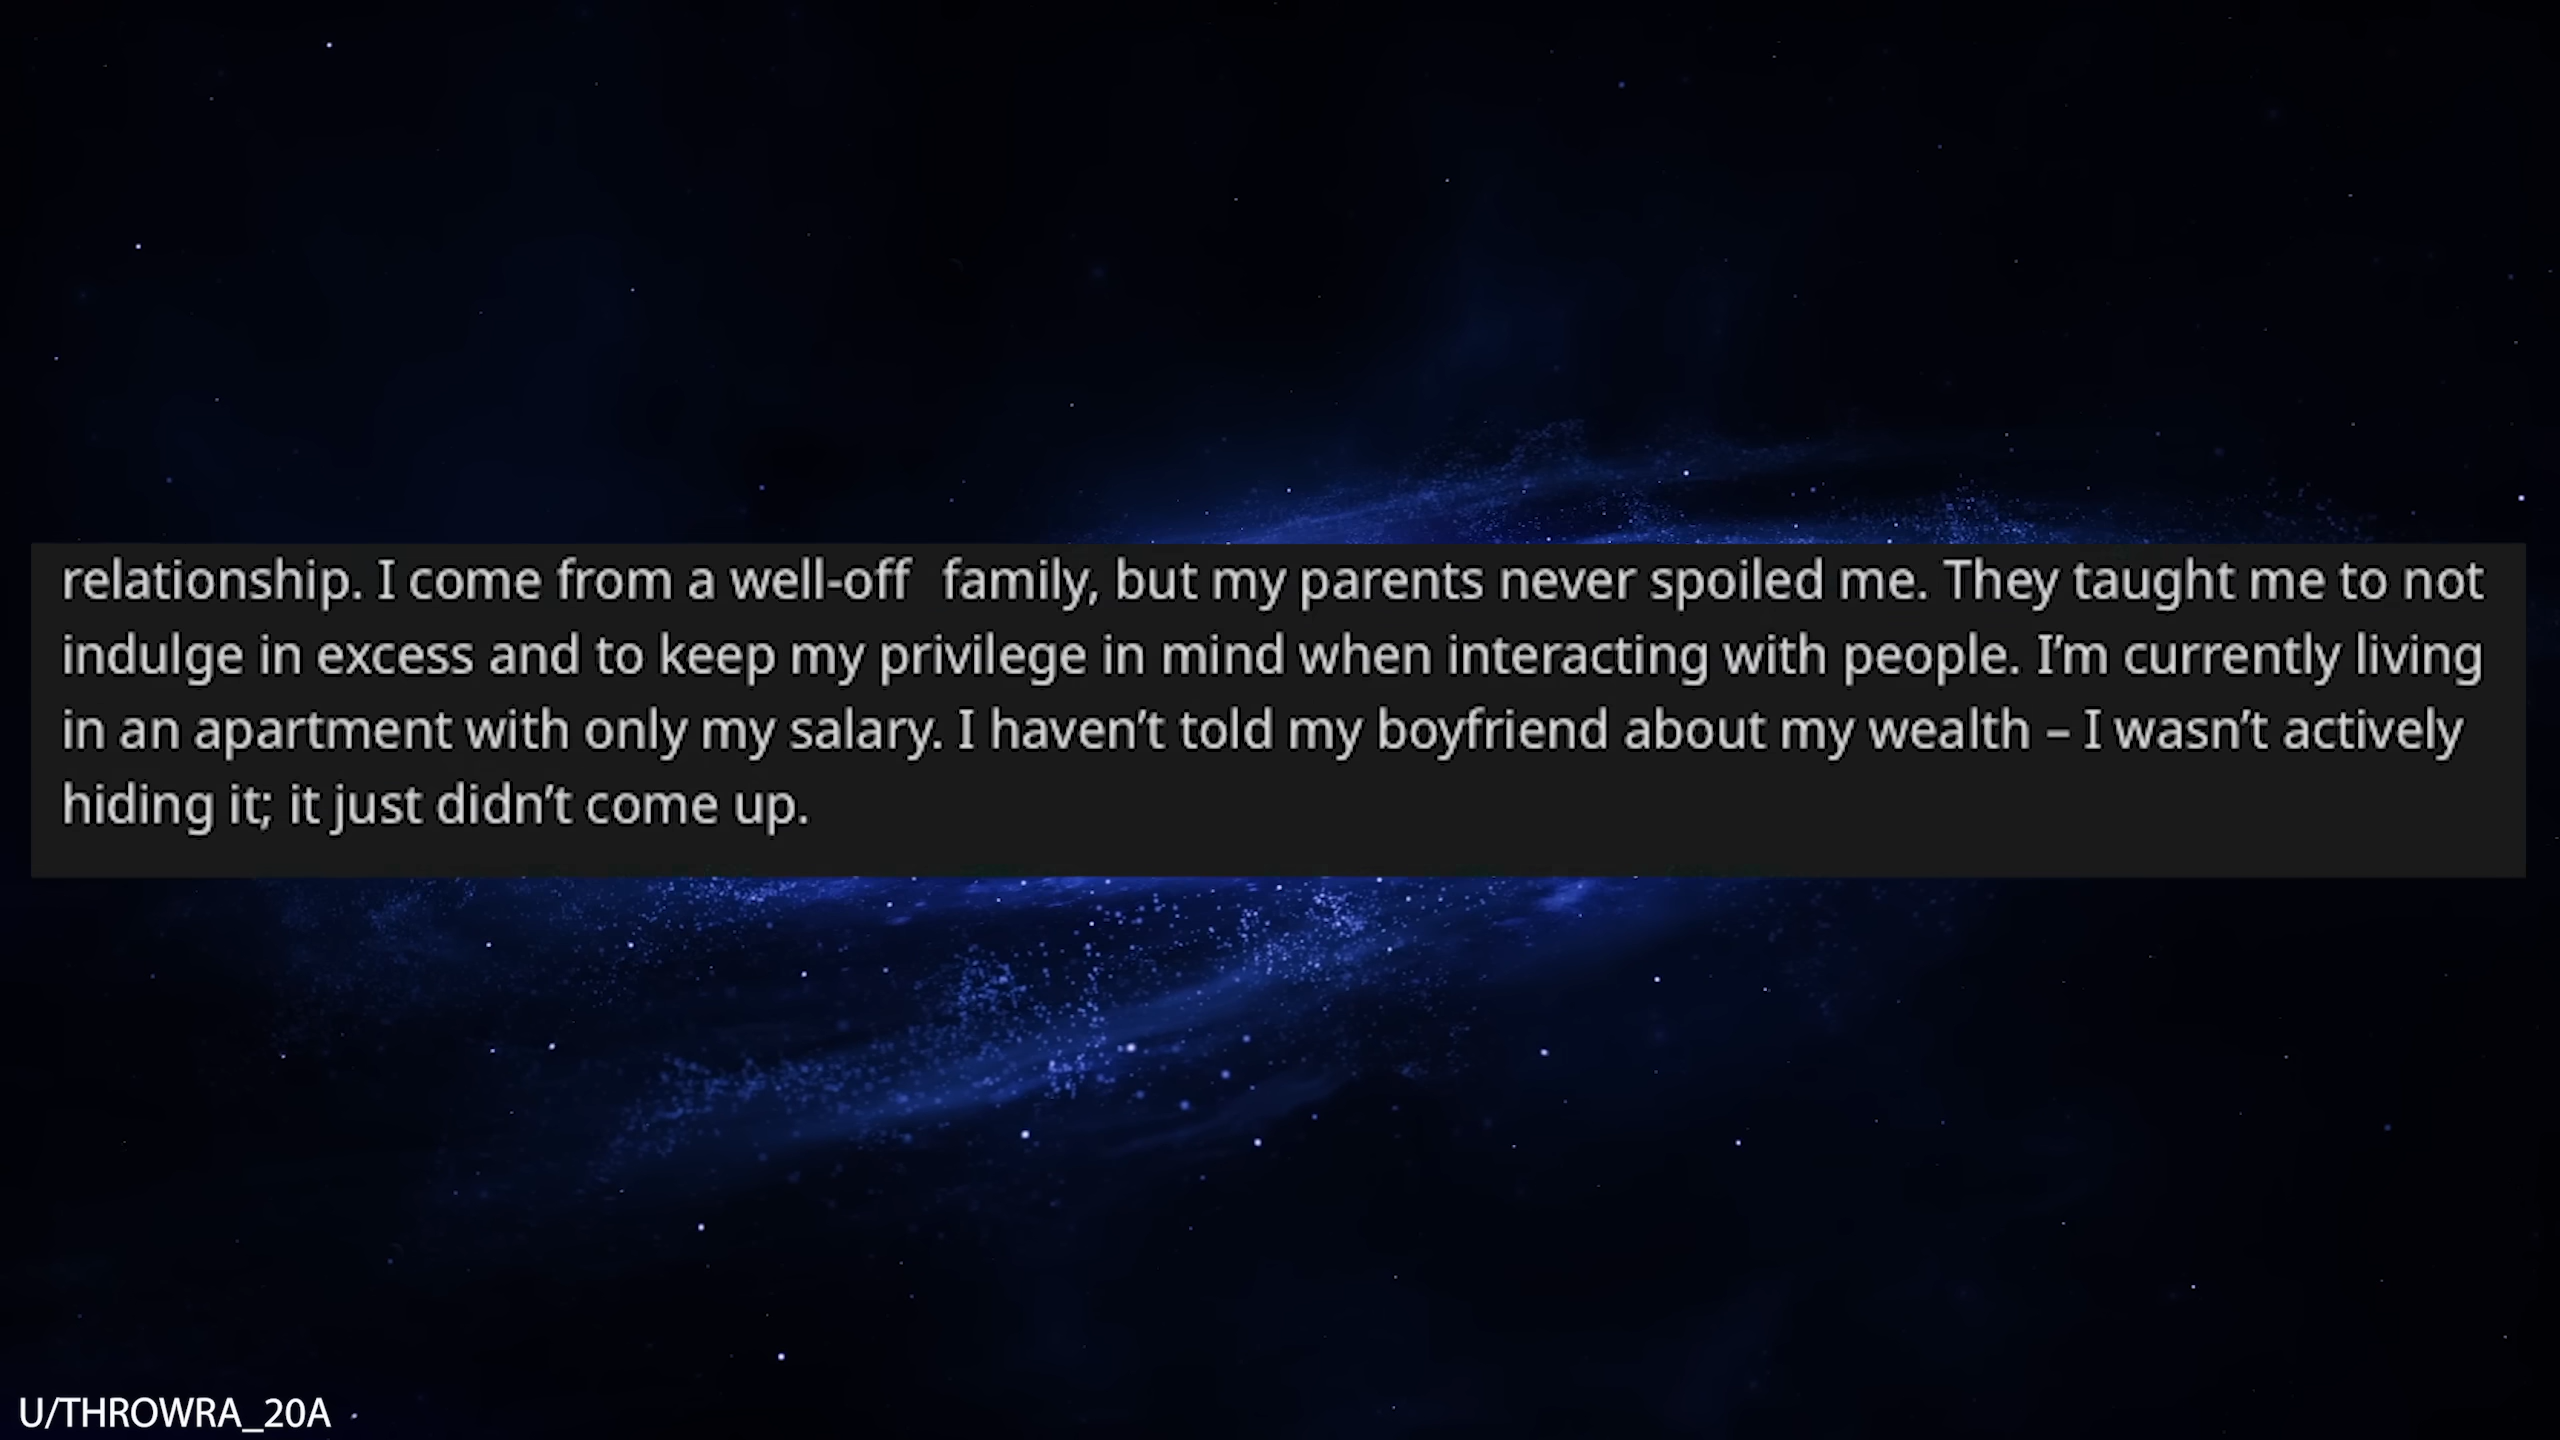 relationship. I come from a well-off family, but my parents never spoiled me. They taught me to not
indulge in excess and to keep my privilege in mind when interacting with people. I’m currently living
in an apartment with only my salary. I haven’t told my boyfriend about my wealth – I wasn’t actively
hiding it; it just didn’t come up.
U/THROWRA_20A